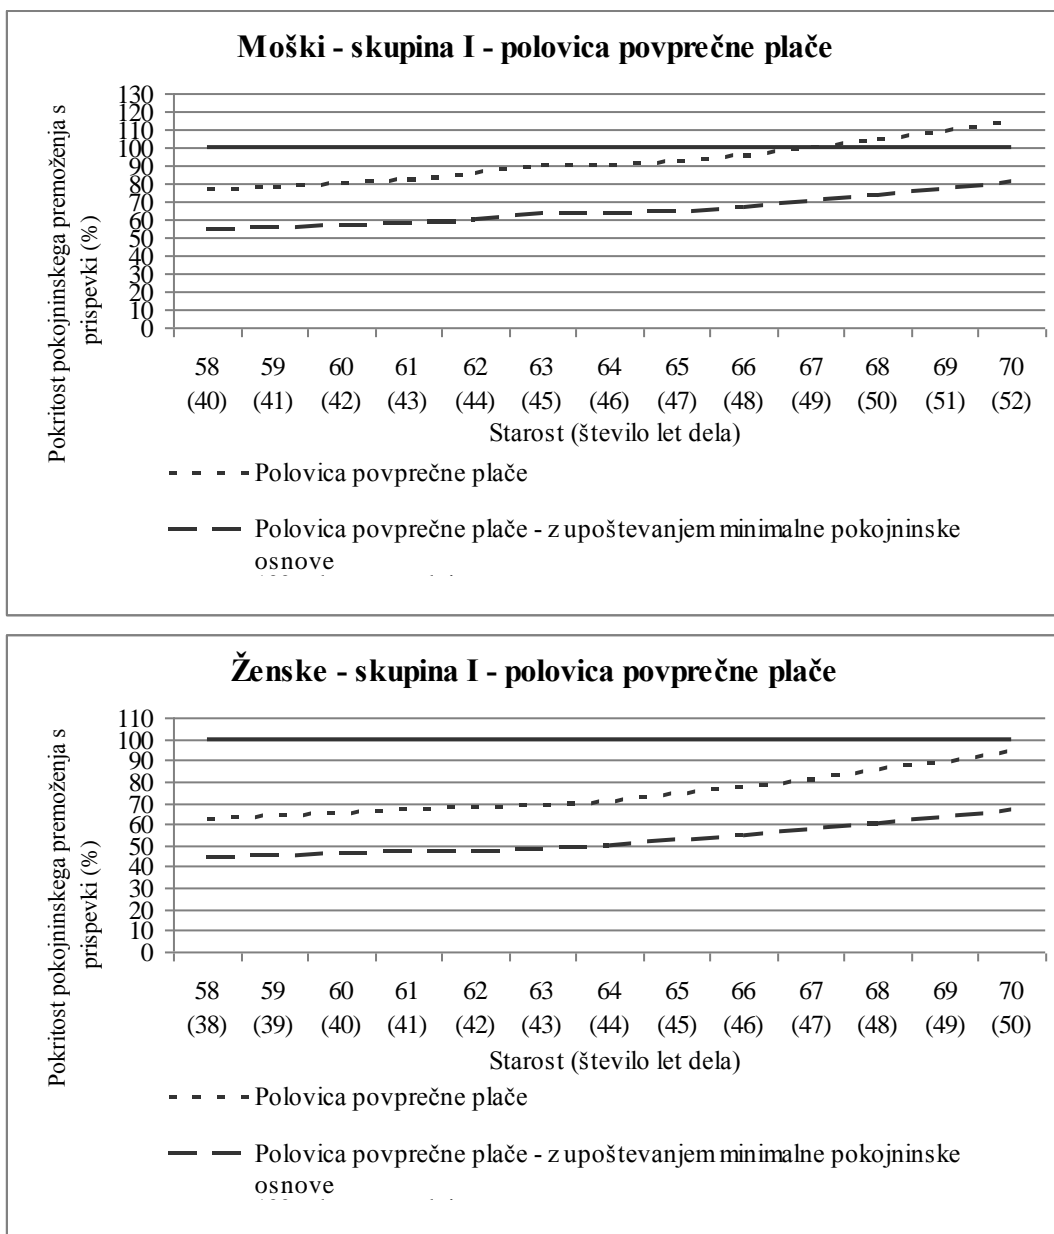 Moški - skupina I - polovica povprečne plače
Pokritost pokojninskega premoženja s
prispevki (%)
130
120
110
100
90
80
70
60
50
40
30
20
10
0
58 59 60 61 62 63 64 65 66 67 68 69 70
(40) (41) (42) (43) (44) (45) (46) (47) (48) (49) (50) (51) (52)
Starost (število let dela)
Polovica povprečne plače
Polovica povprečne plače - z upoštevanjem minimalne pokojninske
osnove
Ženske - skupina I - polovica povprečne plače
Pokritost pokojninskega premoženja s
prispevki (%)
110
100
90
80
70
60
50
40
30
20
10
0
58 59 60 61 62 63 64 65 66 67 68 69 70
(38) (39) (40) (41) (42) (43) (44) (45) (46) (47) (48) (49) (50)
Starost (število let dela)
Polovica povprečne plače
Polovica povprečne plače - z upoštevanjem minimalne pokojninske
osnove